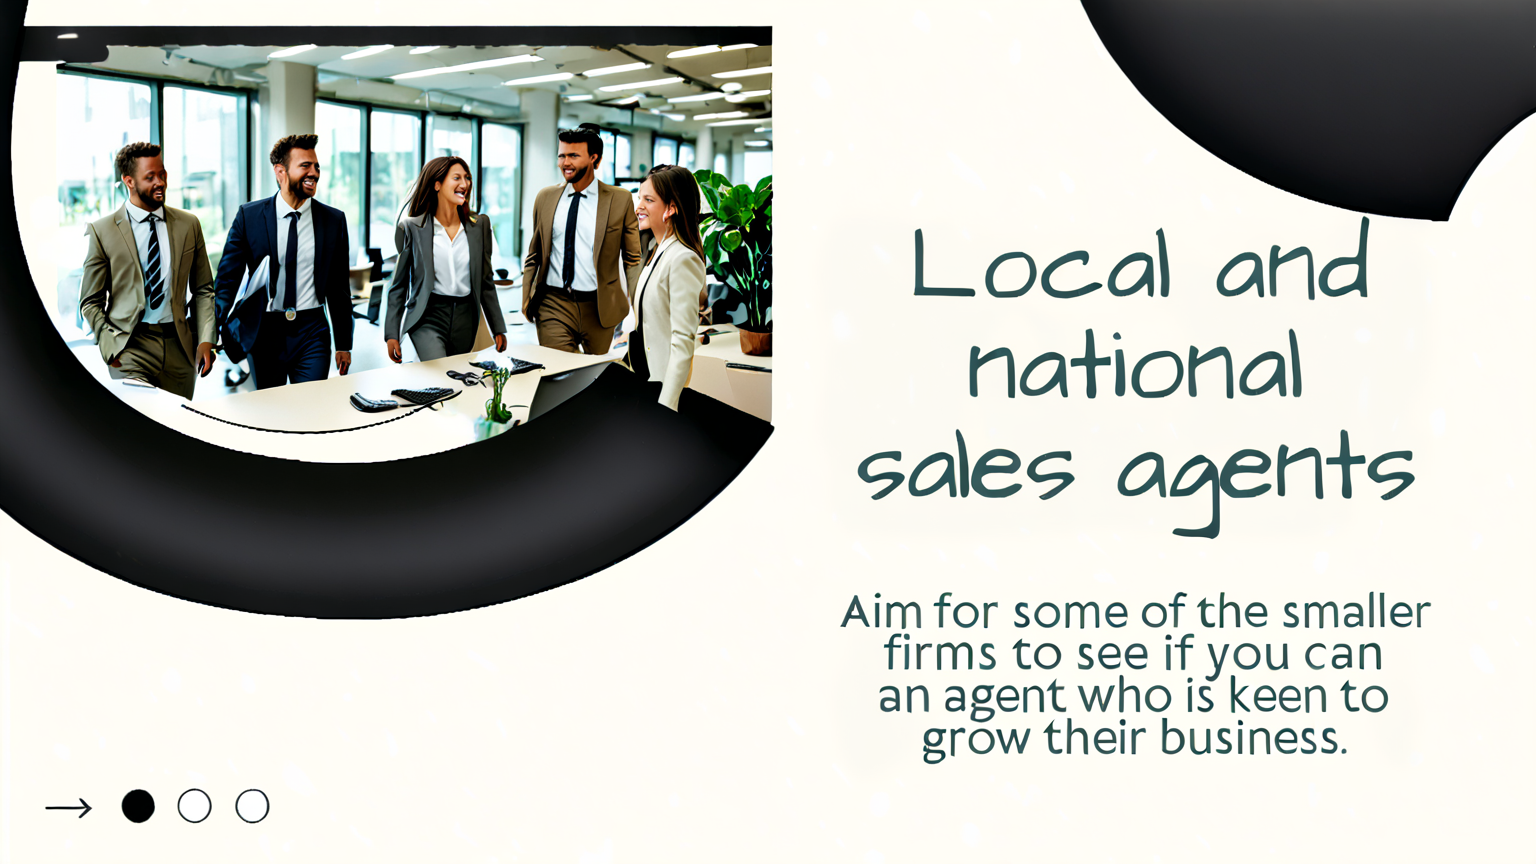 Local and
national
sales agents
Aim for some of the smaller
firms to see if you can
an agent who is keen to
grow their business.